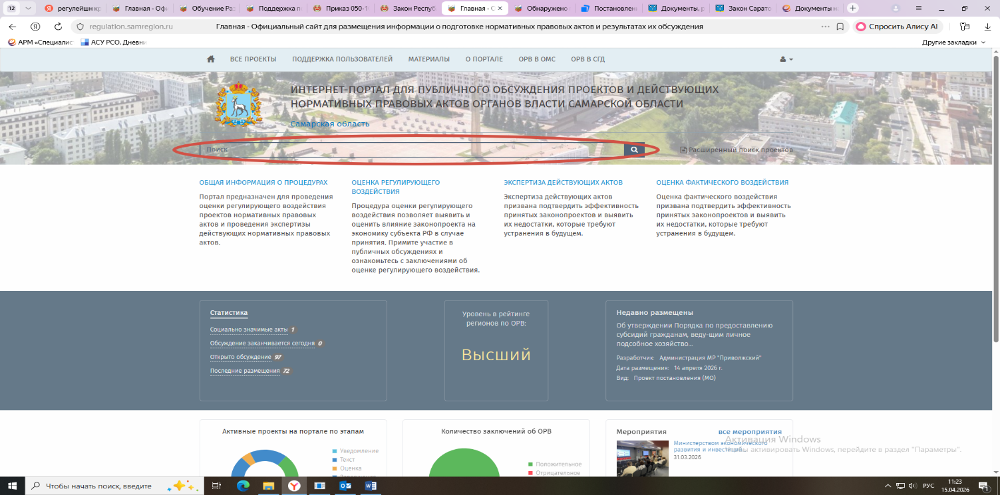 12
регулейшн кр
Главная - Офи
Обучение Раз
Поддержка по
Приказ 050-1
Закон Респуб
Главная - О
Обнаружено
Постановлен
Документы, р
Закон Сарато
Документы на
regulation.samregion.ru
Главная - Официальный сайт для размещения информации о подготовке нормативных правовых актов и результатах их обсуждения
Спросить Алису AI
АРМ «Специалис
АСУ РСО. Дневни
Другие закладки
ВСЕ ПРОЕКТЫ
ПОДДЕРЖКА ПОЛЬЗОВАТЕЛЕЙ
МАТЕРИАЛЫ
О ПОРТАЛЕ
ОРВ В ОМС
ОРВ В СГД
ИНТЕРНЕТ-ПОРТАЛ ДЛЯ ПУБЛИЧНОГО ОБСУЖДЕНИЯ ПРОЕКТОВ И ДЕЙСТВУЮЩИХ
НОРМАТИВНЫХ ПРАВОВЫХ АКТОВ ОРГАНОВ ВЛАСТИ САМАРСКОЙ ОБЛАСТИ
Самарская область
Поиск
Расширенный поиск проектов
ОБЩАЯ ИНФОРМАЦИЯ О ПРОЦЕДУРАХ
Портал предназначен для проведения
оценки регулирующего воздействия
проектов нормативных правовых
актов и проведения экспертизы
действующих нормативных правовых
актов.
ОЦЕНКА РЕГУЛИРУЮЩЕГО
ВОЗДЕЙСТВИЯ
Процедура оценки регулирующего
воздействия позволяет выявить и
оценить влияние законопроекта на
экономику субъекта РФ в случае
принятия. Примите участие в
публичных обсуждениях и
ознакомьтесь с заключениями об
оценке регулирующего воздействия.
ЭКСПЕРТИЗА ДЕЙСТВУЮЩИХ АКТОВ
Экспертиза действующих актов
призвана подтвердить эффективность
принятых законопроектов и выявить
их недостатки, которые требуют
устранения в будущем.
ОЦЕНКА ФАКТИЧЕСКОГО ВОЗДЕЙСТВИЯ
Оценка фактического воздействия
призвана подтвердить эффективность
принятых законопроектов и выявить
их недостатки, которые требуют
устранения в будущем.
Статистика
Социально значимые акты 1
Обсуждение заканчивается сегодня 0
Открыто обсуждение 97
Последние размещения 72
Уровень в рейтинге
регионов по ОРВ:
Высший
Недавно размещены
Об утверждении Порядка по предоставлению
субсидий гражданам, веду-щим личное
подсобное хозяйство...
Разработчик: Администрация МР "Приволжский"
Дата размещения: 14 апреля 2026 г.
Вид: Проект постановления (МО)
Активные проекты на портале по этапам
Уведомление
Текст
Оценка
Количество заключений об ОРВ
Положительное
Отрицательное
Мероприятия
все мероприятия
Министерством экономического
развития и инвестиций...
31.03.2026
Активация Windows
активировать Windows, перейдите в раздел "Параметры".
Чтобы начать поиск, введите
РУС
11:23
15.04.2026
1